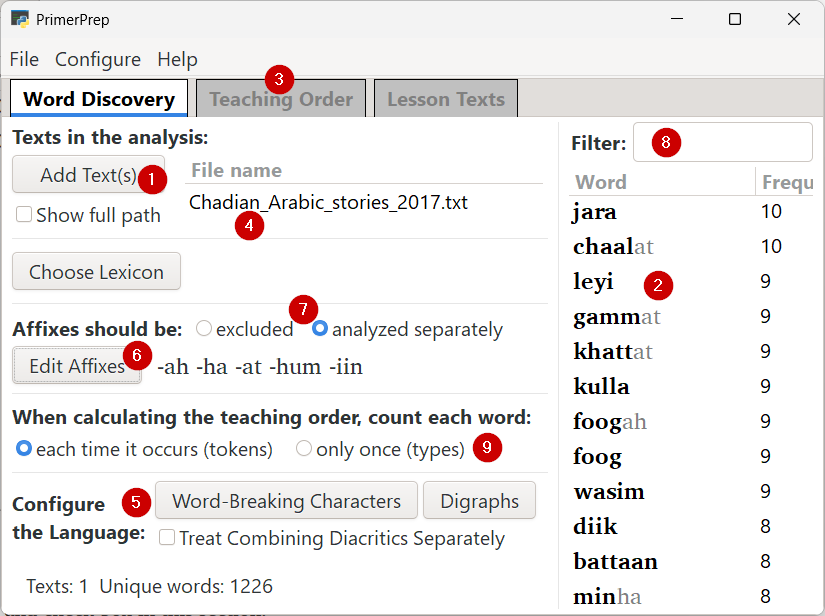 PrimerPrep
File Configure Help
Word Discovery Teaching Order Lesson Texts
3
Texts in the analysis:
Add Text(s) 1
File name
Chadian_Arabic_stories_2017.txt
Show full path
4
Choose Lexicon
7
Affixes should be: excluded analyzed separately
Edit Affixes 6 -ah -ha -at -hum -iin
When calculating the teaching order, count each word:
each time it occurs (tokens) only once (types) 9
Configure
the Language:
5 Word-Breaking Characters Digraphs
Treat Combining Diacritics Separately
Texts: 1 Unique words: 1226
Filter: 8
Word Frequ
jara 10
chaalat 10
leyi 2 9
gammat 9
khattat 9
kulla 9
foogah 9
foog 9
wasim 9
diik 8
battaan 8
minha 8